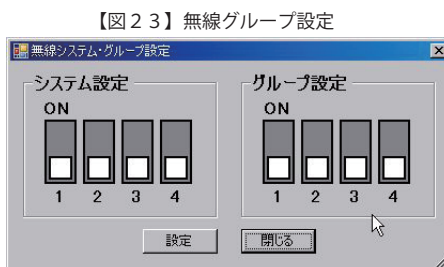 【図２３】無線グループ設定
無線システム・グループ設定
システム設定
ON
1 2 3 4
グループ設定
ON
1 2 3 4
設定
閉じる